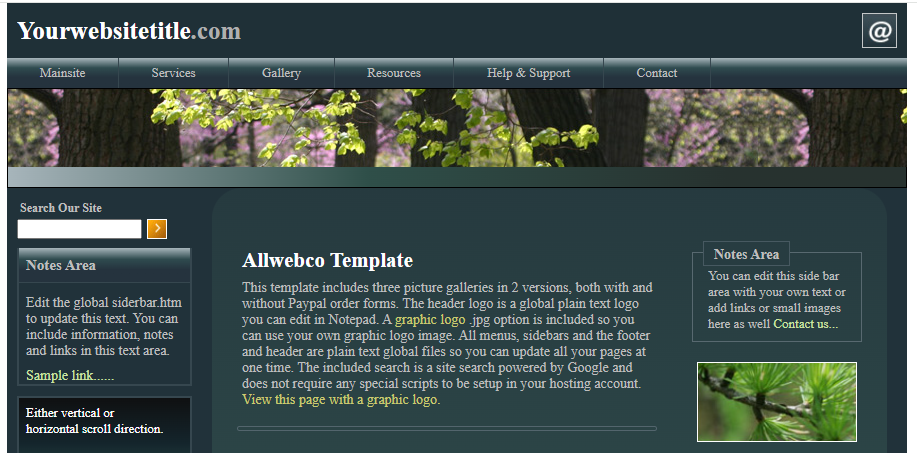 Yourwebsitetitle.com
@
Mainsite Services Gallery Resources Help & Support Contact
Search Our Site
Notes Area
Edit the global siderbar.htm
to update this text. You can
include information, notes
and links in this text area.
Sample link......
Either vertical or
horizontal scroll direction.
Allwebco Template
This template includes three picture galleries in 2 versions, both with and
without Paypal order forms. The header logo is a global plain text logo
you can edit in Notepad. A graphic logo .jpg option is included so you
can use your own graphic logo image. All menus, sidebars and the footer
and header are plain text global files so you can update all your pages at
one time. The included search is a site search powered by Google and
does not require any special scripts to be setup in your hosting account.
View this page with a graphic logo.
Notes Area
You can edit this side bar
area with your own text or
add links or small images
here as well Contact us...